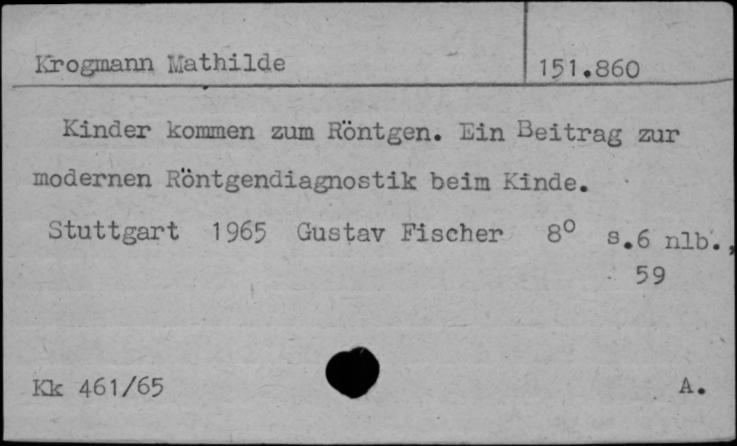 Krogmann Mathilde 151.860
Kinder kommen zum Röntgen. Ein Beitrag zur
modernen Röntgendiagnostik beim Kinde.
Stuttgart 1965 Gustav Fischer 8° s.6 nlb.,
59
Kk 461/65 A.